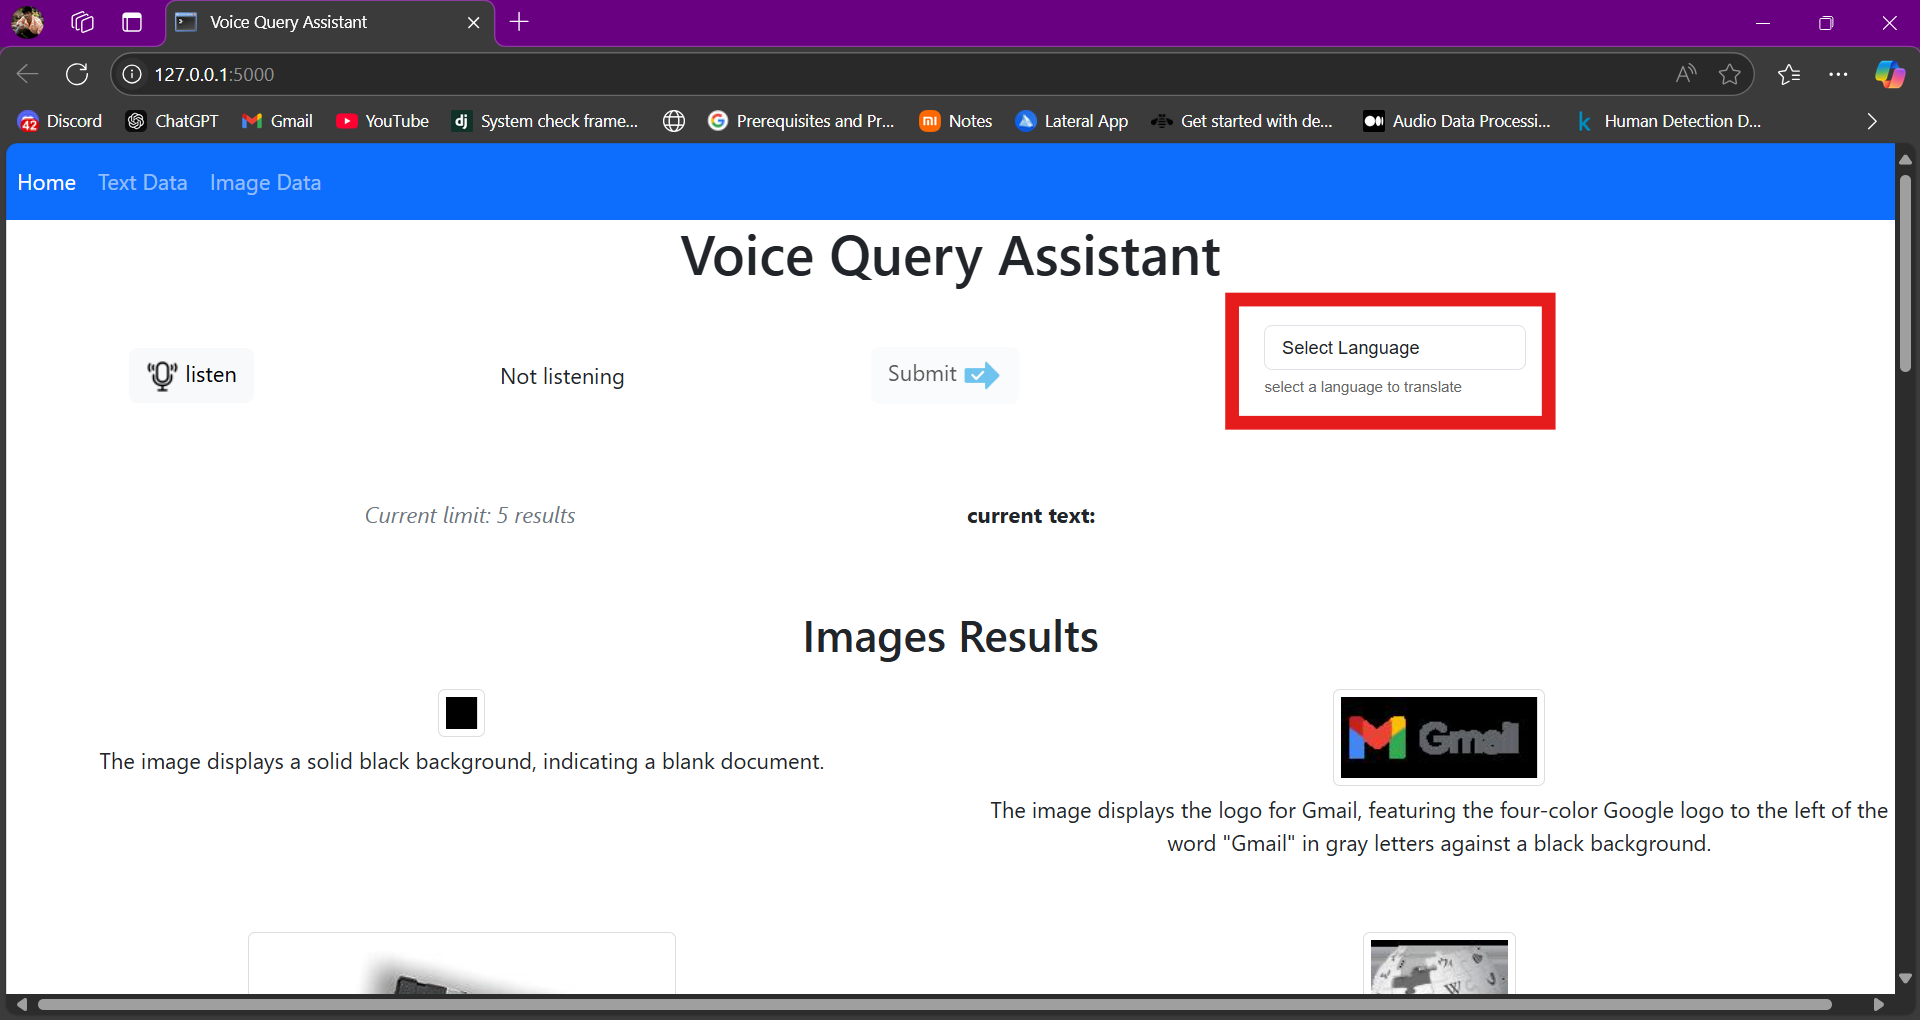 Voice Query Assistant
127.0.0.1:5000
42
Discord
ChatGPT
Gmail
YouTube
dj
System check frame...
Prerequisites and Pr...
Notes
Lateral App
Get started with de...
Audio Data Processi...
k
Human Detection D...
Home
Text Data
Image Data
Voice Query Assistant
listen
Not listening
Submit
Select Language
select a language to translate
Current limit: 5 results
current text:
Images Results
The image displays a solid black background, indicating a blank document.
Gmail
The image displays the logo for Gmail, featuring the four-color Google logo to the left of the
word "Gmail" in gray letters against a black background.
W